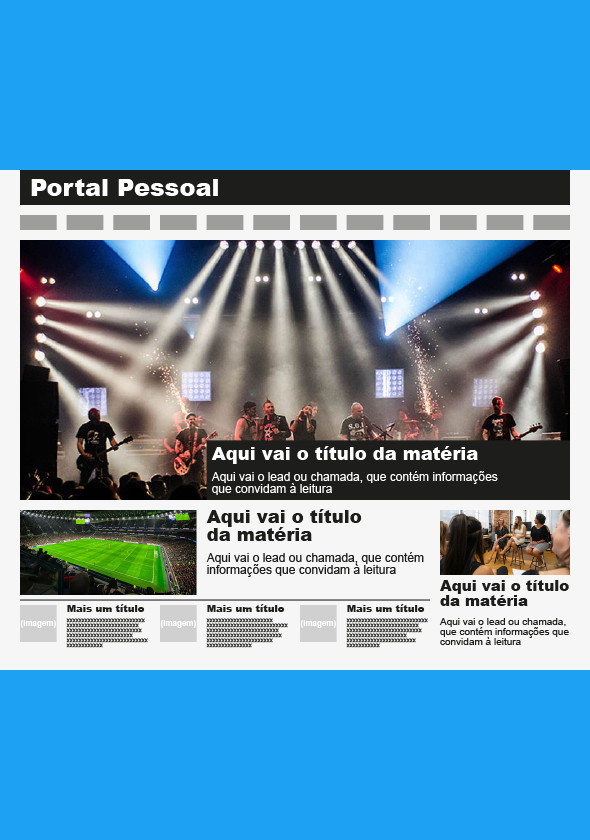 Portal Pessoal
Aqui vai o título da matéria
Aqui vai o lead ou chamada, que contém informações
que convidam à leitura
Aqui vai o título
da matéria
Aqui vai o lead ou chamada, que contém
informações que convidam à leitura
Aqui vai o título
da matéria
Aqui vai o lead ou chamada,
que contém informações que
convidam à leitura
(imagem)
Mais um título
(imagem)
Mais um título
(imagem)
Mais um título